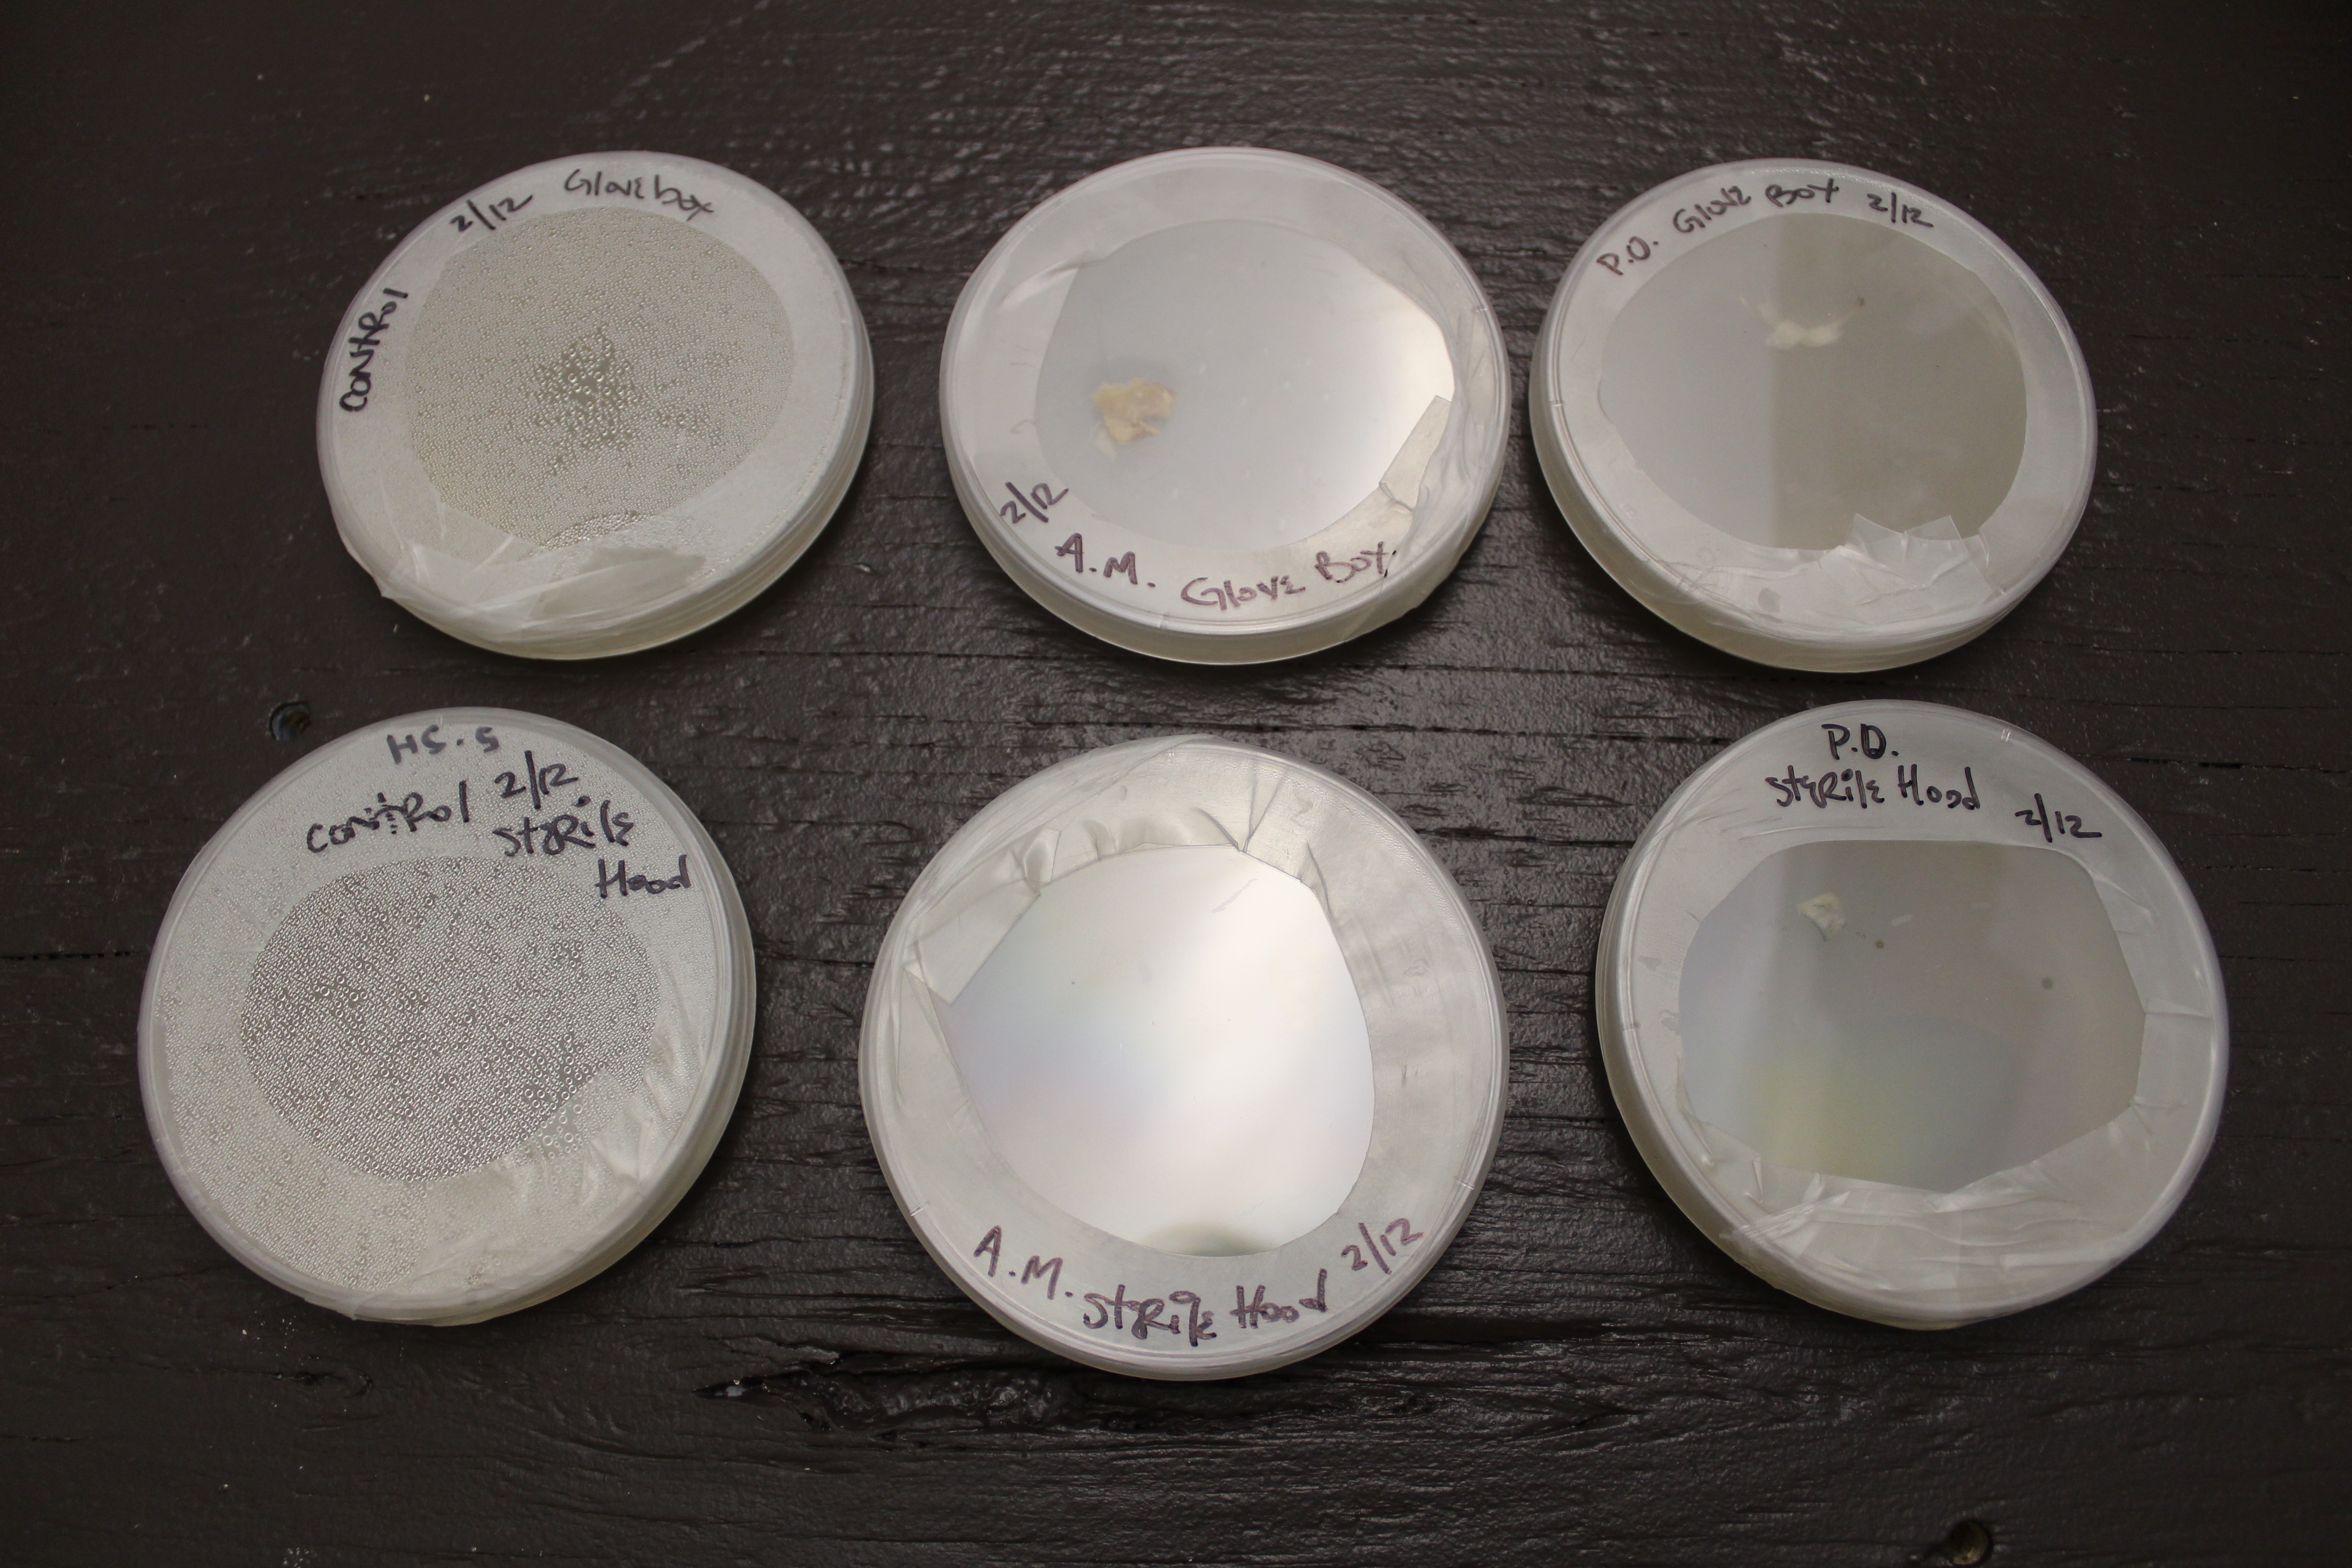 2/12 Glove box
Control
2/12
A.M. Glove Box
P.O. Glove Box 2/12
HS.S
Control 2/12
Sterile
Hood
A.M. Sterile Hood 2/12
P.O.
Sterile Hood 2/12